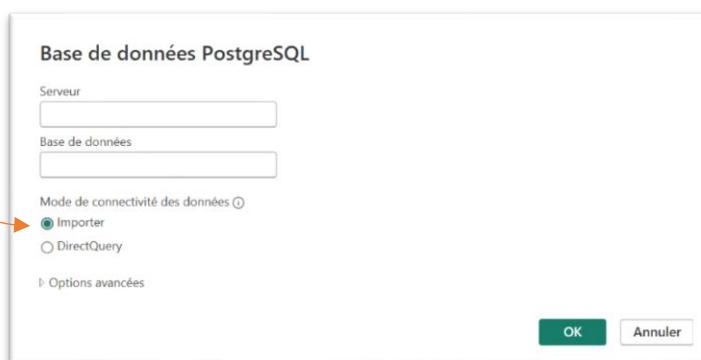 Base de données PostgreSQL
Serveur
Base de données
Mode de connectivité des données
Importer
DirectQuery
Options avancées
OK Annuler